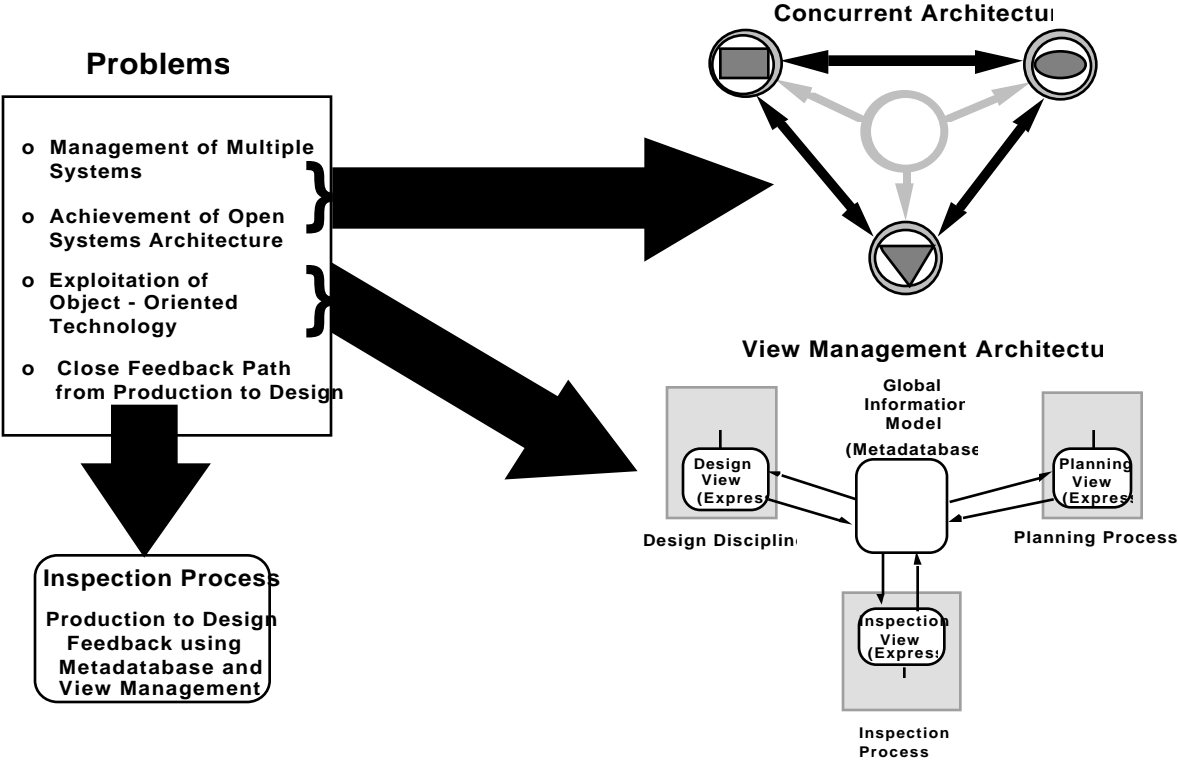 Problems
o Management of Multiple
Systems
o Achievement of Open
Systems Architecture
o Exploitation of
Object - Oriented
Technology
o Close Feedback Path
from Production to Design
Inspection Process
Production to Design
Feedback using
Metadatabase and
View Management
Concurrent Architectu
View Management Architectu
Global
Information
Model
(Metadatabase
Design
View
(Expres
Design Disciplin
Planning
View
(Expres
Planning Process
Inspection
View
(Expres
Inspection
Process